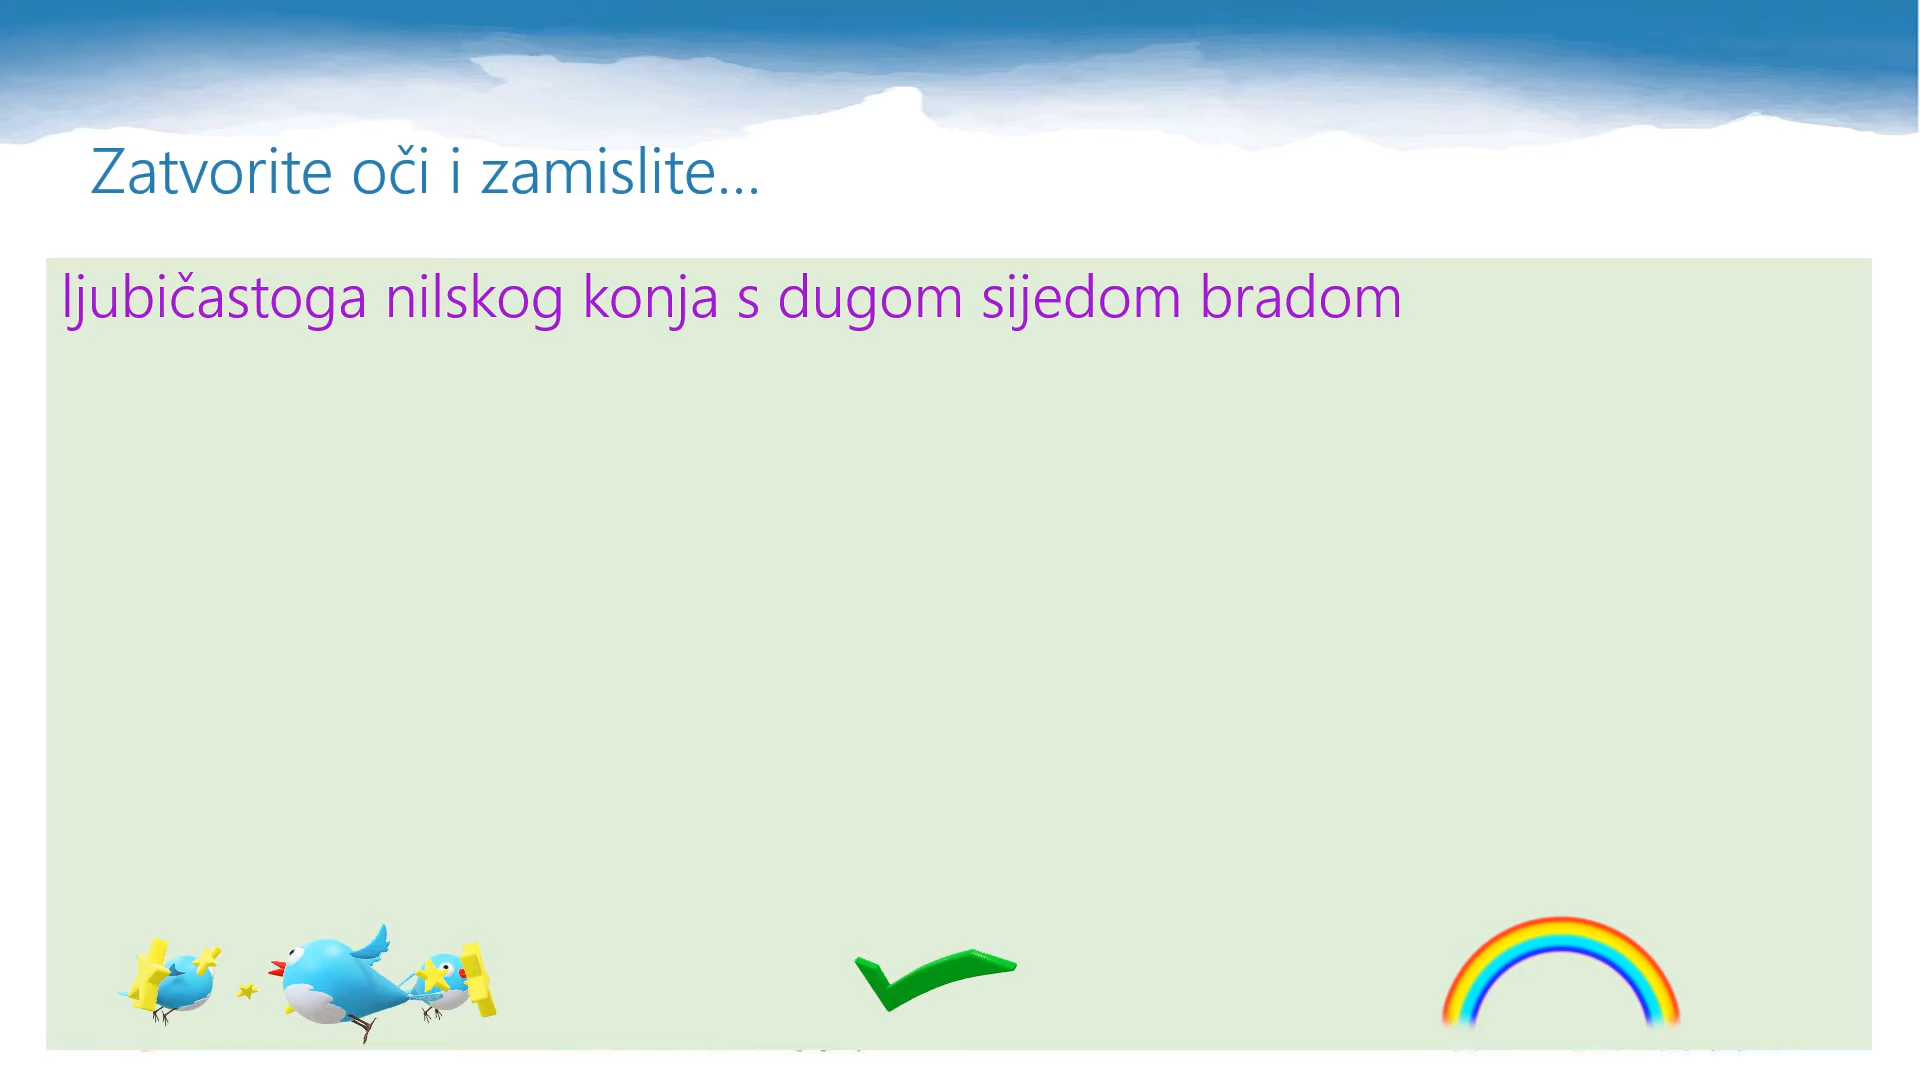 Zatvorite oči i zamislite...
ljubičastoga nilskog konja s dugom sijedom bradom